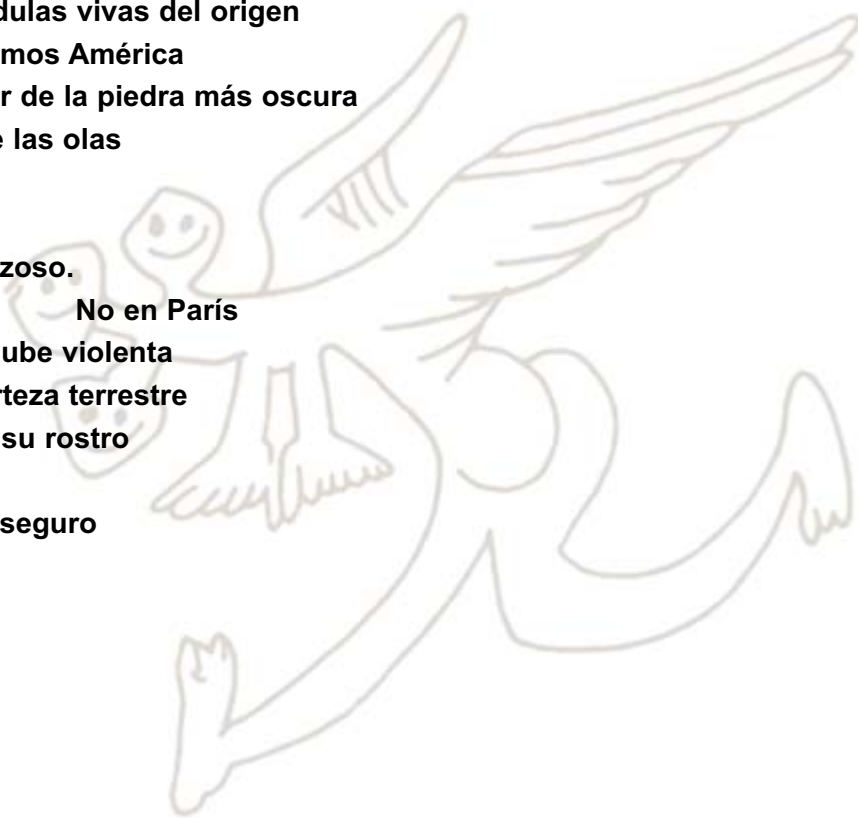 dulas vivas del origen
mos América
r de la piedra más oscura
e las olas
zoso.
No en París
ube violenta
rteza terrestre
su rostro
seguro